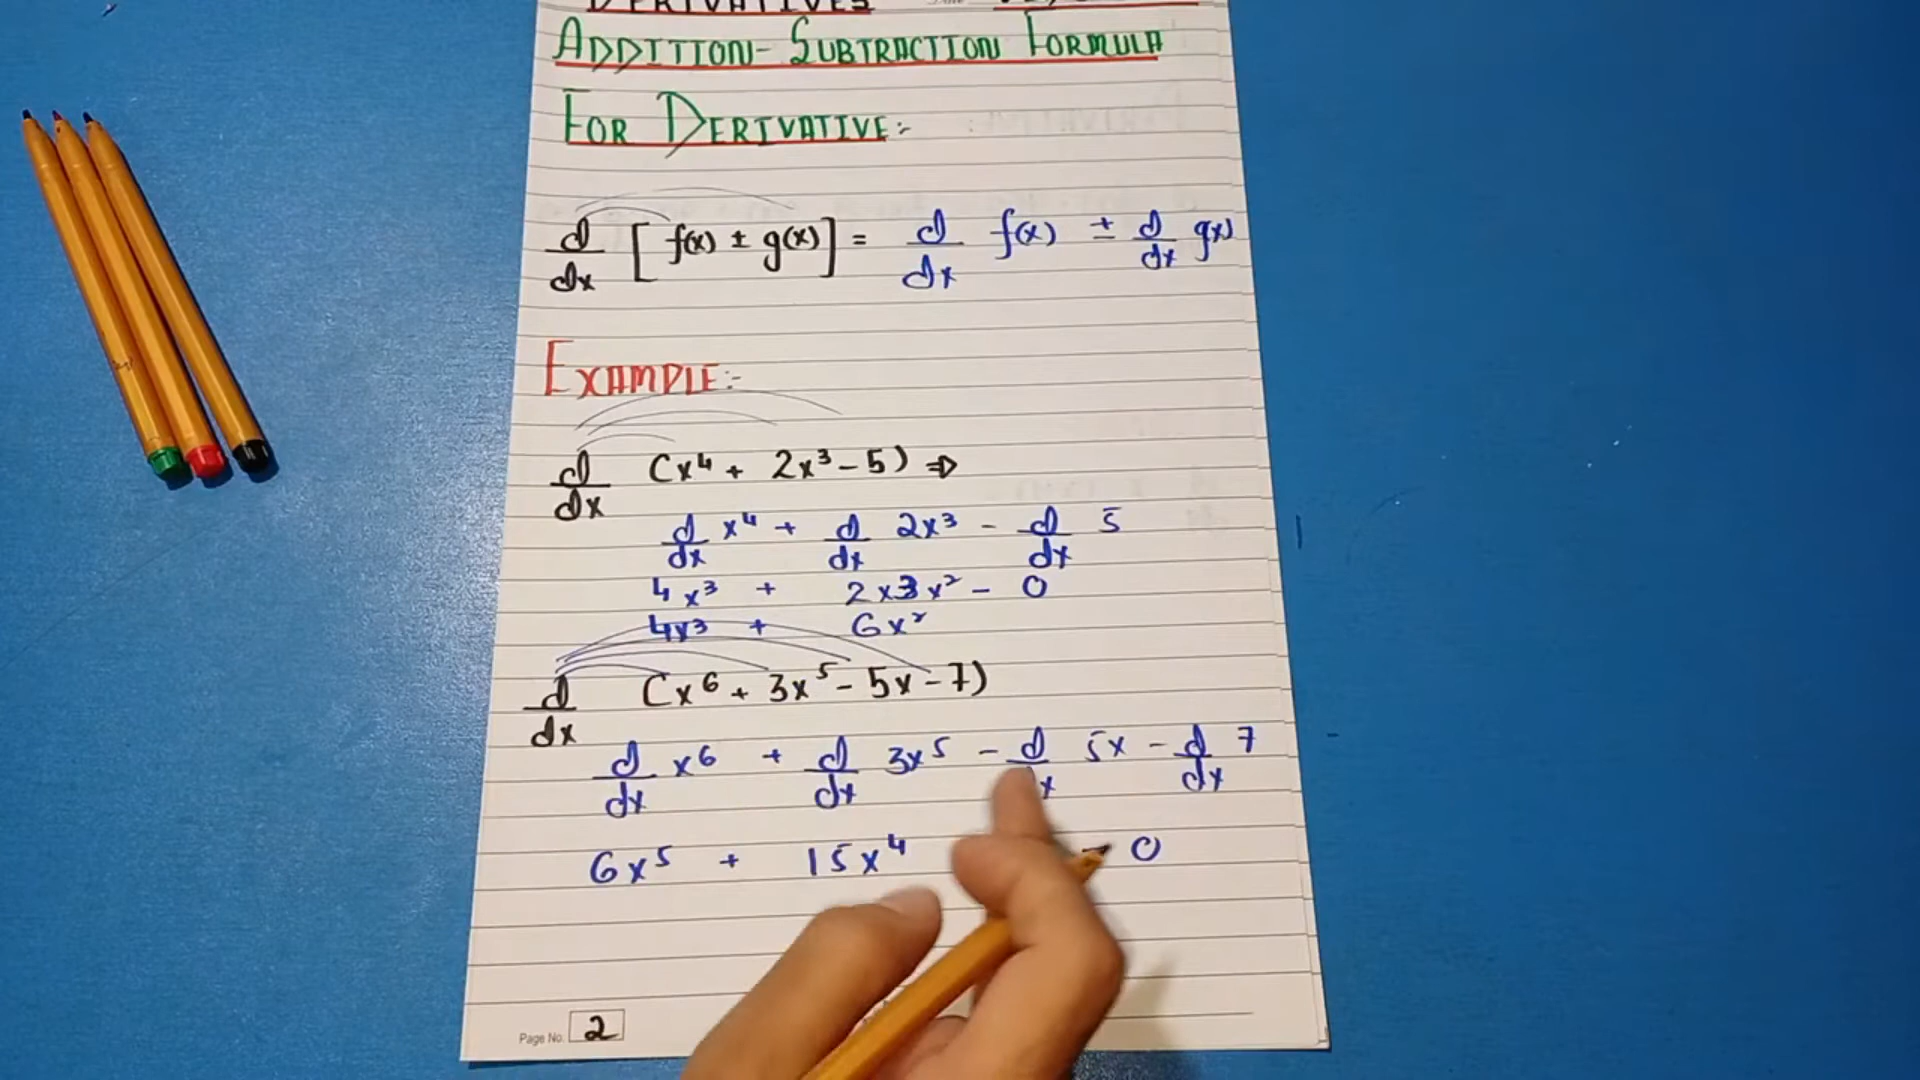 DERIVATIVES
ADDITION-SUBTRACTION FORMULA
FOR DERIVATIVE:-
d/dx [f(x) ± g(x)] = d/dx f(x) ± d/dx g(x)
EXAMPLE:-
d/dx (x⁴ + 2x³ - 5) ⇒
d/dx x⁴ + d/dx 2x³ - d/dx 5
4x³ + 2x3x² - 0
4x³ + 6x²
d/dx (x⁶ + 3x⁵ - 5x - 7)
d/dx x⁶ + d/dx 3x⁵ - d/dx 5x - d/dx 7
6x⁵ + 15x⁴ - 0
Page No. 2